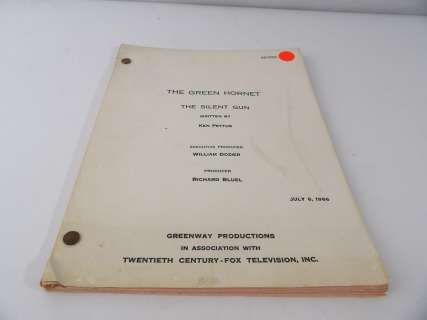 THE GREEN HORNET
THE SILENT GUN
WRITTEN BY
KEN PETTUS
EXECUTIVE PRODUCER
WILLIAM DOZIER
PRODUCER
RICHARD BLUEL
JULY 6, 1966
GREENWAY PRODUCTIONS
IN ASSOCIATION WITH
TWENTIETH CENTURY-FOX TELEVISION, INC.